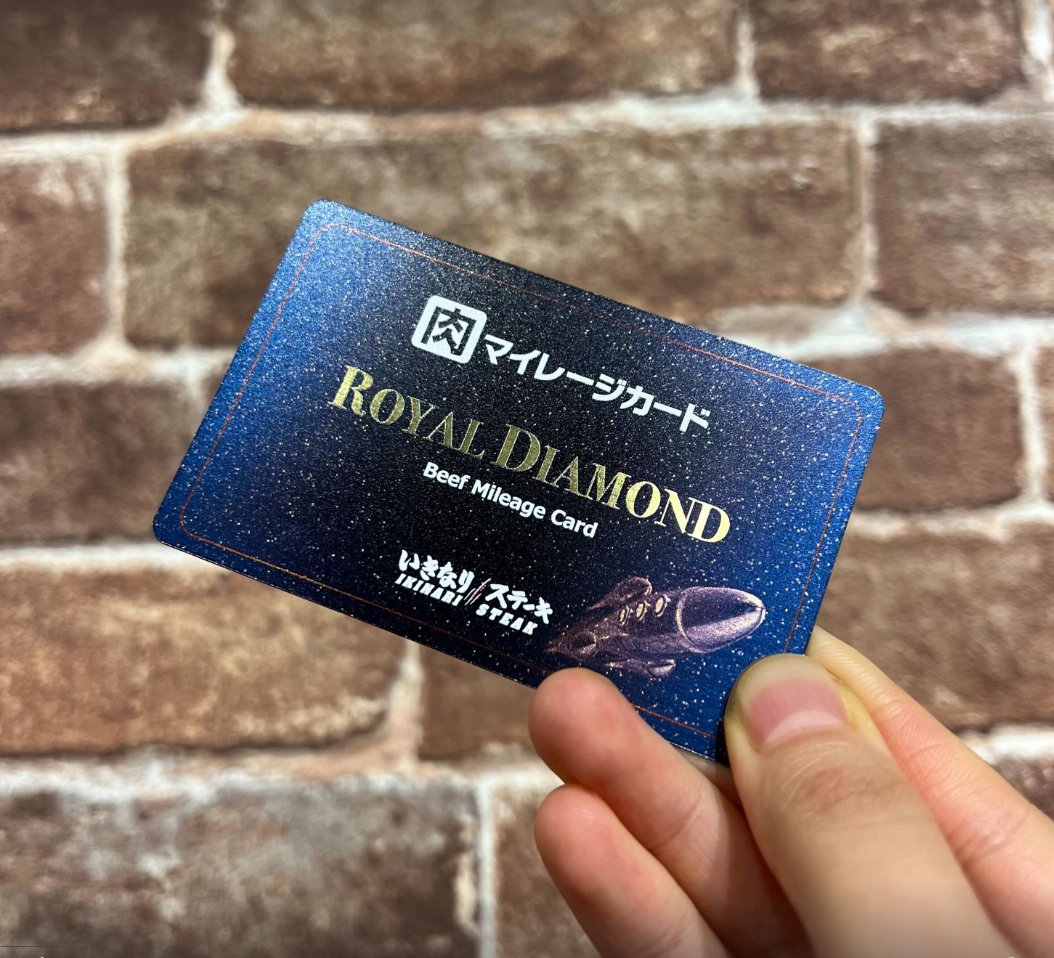 肉マイレージカード
ROYAL DIAMOND
Beef Mileage Card
いきなりステーキ
IKINARI STEAK